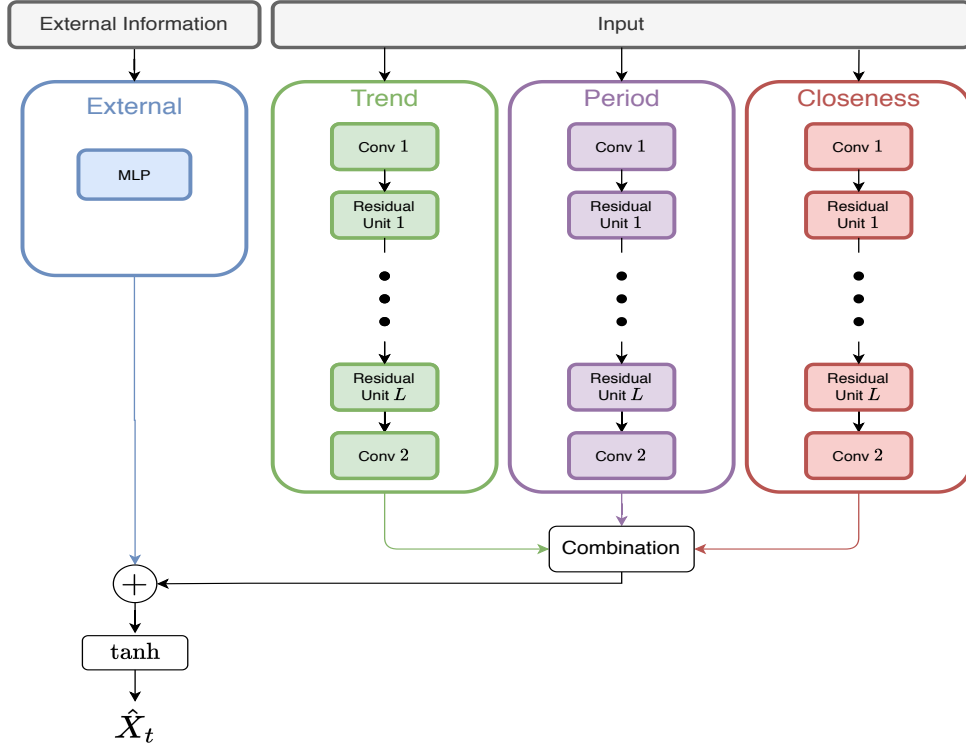 External Information
Input
External
MLP
Trend
Conv 1
Residual
Unit 1
Residual
Unit L
Conv 2
Period
Conv 1
Residual
Unit 1
Residual
Unit L
Conv 2
Closeness
Conv 1
Residual
Unit 1
Residual
Unit L
Conv 2
Combination
+
tanh
X̂_t